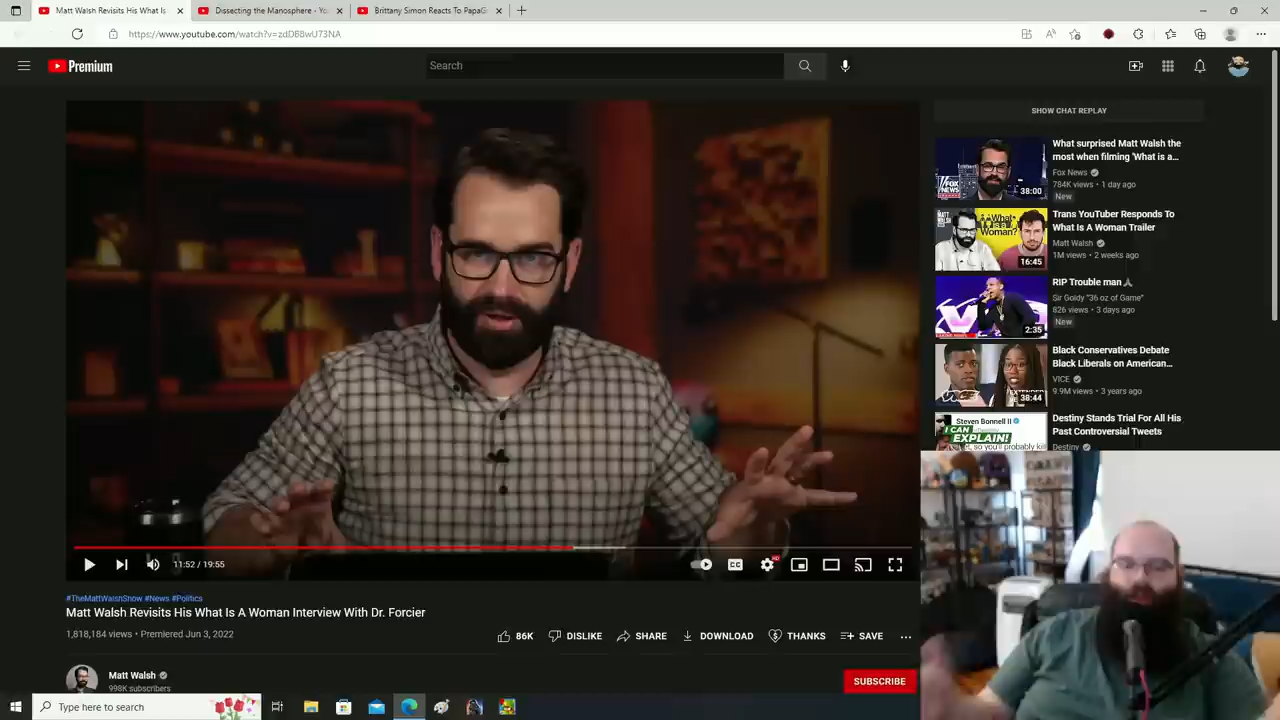 Matt Walsh Revisits His What Is
Dissecting the Manosphere - Yo
Brittany Simon Reacts To PapaG
https://www.youtube.com/watch?v=zdD88wU73NA
Premium
Search
SHOW CHAT REPLAY
What surprised Matt Walsh the
most when filming 'What is a...
Fox News
784K views • 1 day ago
New
38:00
Trans YouTuber Responds To
What Is A Woman Trailer
Matt Walsh
1M views • 2 weeks ago
16:45
RIP Trouble man
Sir Goldy "36 oz of Game"
826 views • 3 days ago
New
2:35
Black Conservatives Debate
Black Liberals on American...
VICE
9.9M views • 3 years ago
38:44
Destiny Stands Trial For All His
Past Controversial Tweets
Destiny
Steven Bonnell II
I CAN
EXPLAIN!
11:52 / 19:55
#TheMattWalshShow #News #Politics
Matt Walsh Revisits His What Is A Woman Interview With Dr. Forcier
1,818,184 views • Premiered Jun 3, 2022
86K
DISLIKE
SHARE
DOWNLOAD
THANKS
SAVE
Matt Walsh
998K subscribers
SUBSCRIBE
Type here to search